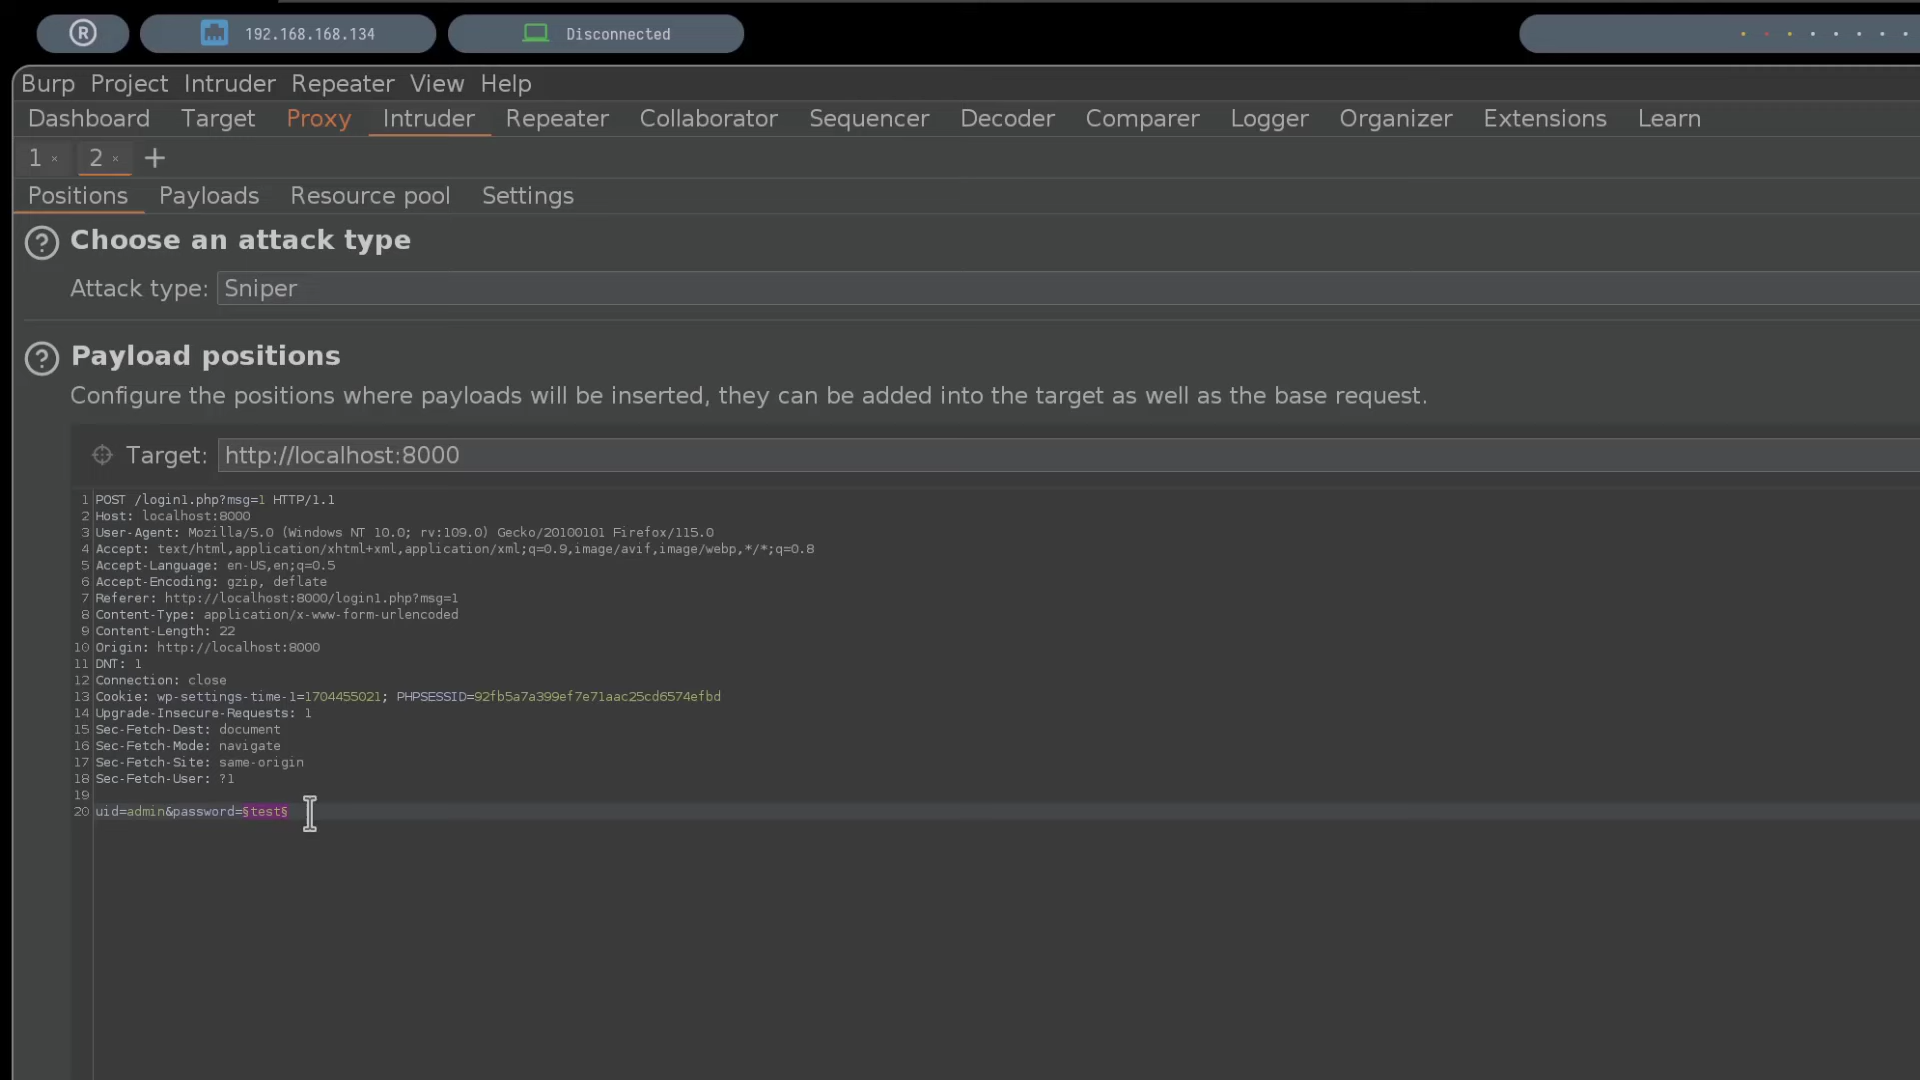 R 192.168.168.134 Disconnected
Burp Project Intruder Repeater View Help
Dashboard Target Proxy Intruder Repeater Collaborator Sequencer Decoder Comparer Logger Organizer Extensions Learn
1 × 2 × +
Positions Payloads Resource pool Settings
? Choose an attack type
Attack type: Sniper
? Payload positions
Configure the positions where payloads will be inserted, they can be added into the target as well as the base request.
Target: http://localhost:8000
1 POST /login1.php?msg=1 HTTP/1.1
2 Host: localhost:8000
3 User-Agent: Mozilla/5.0 (Windows NT 10.0; rv:109.0) Gecko/20100101 Firefox/115.0
4 Accept: text/html,application/xhtml+xml,application/xml;q=0.9,image/avif,image/webp,*/*;q=0.8
5 Accept-Language: en-US,en;q=0.5
6 Accept-Encoding: gzip, deflate
7 Referer: http://localhost:8000/login1.php?msg=1
8 Content-Type: application/x-www-form-urlencoded
9 Content-Length: 22
10 Origin: http://localhost:8000
11 DNT: 1
12 Connection: close
13 Cookie: wp-settings-time-1=1704455021; PHPSESSID=92fb5a7a399ef7e71aac25cd6574efbd
14 Upgrade-Insecure-Requests: 1
15 Sec-Fetch-Dest: document
16 Sec-Fetch-Mode: navigate
17 Sec-Fetch-Site: same-origin
18 Sec-Fetch-User: ?1
19
20 uid=admin&password=§test§